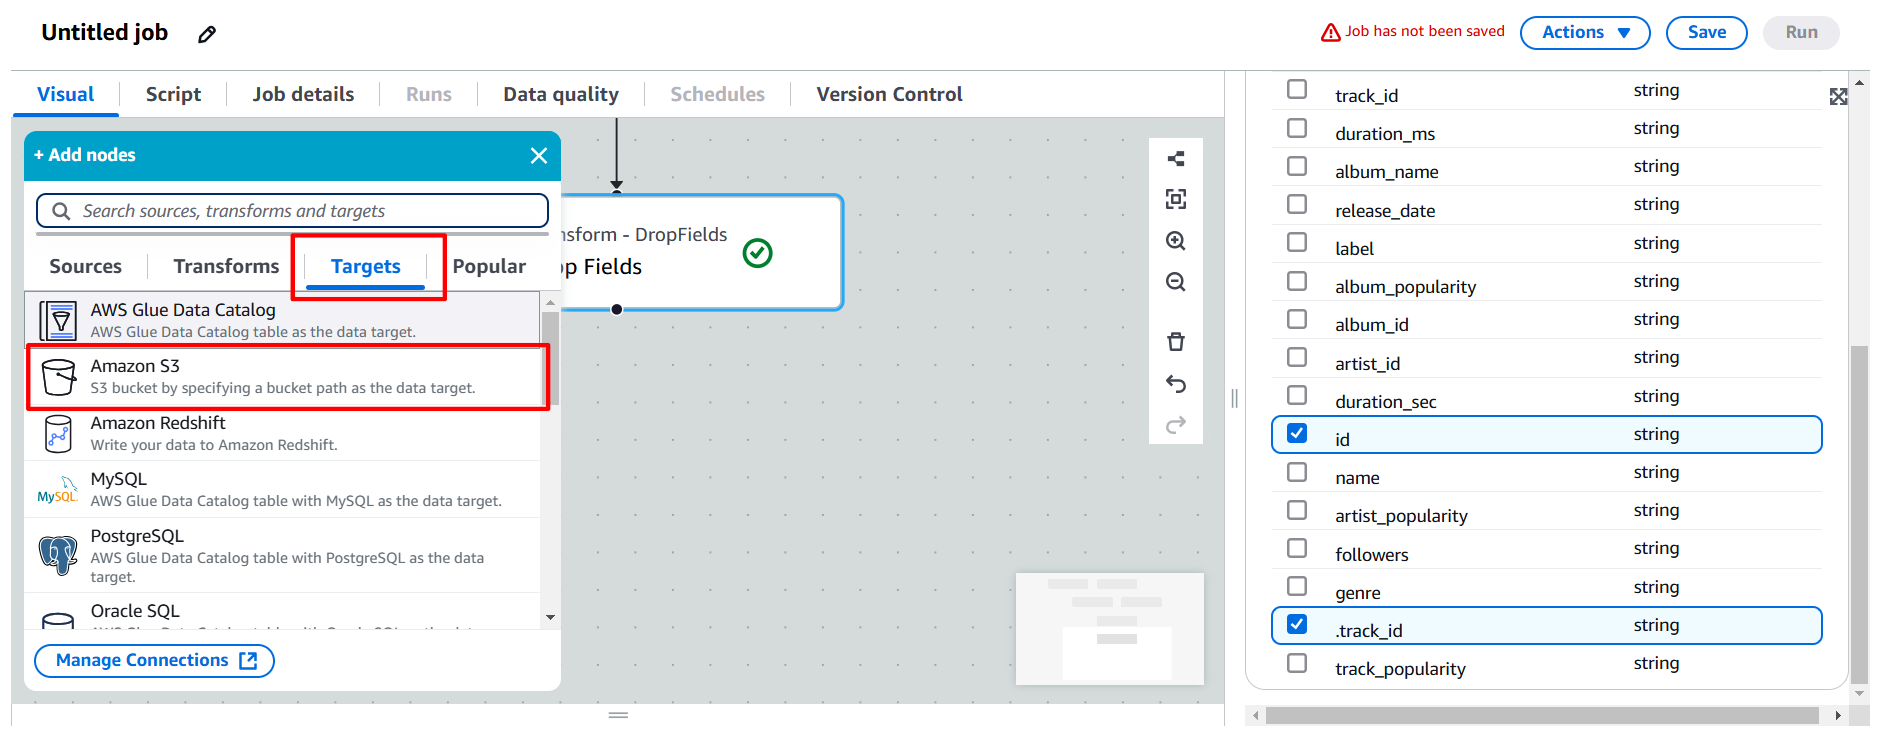 Untitled job
Job has not been saved
Actions
Save
Run
Visual
Script
Job details
Runs
Data quality
Schedules
Version Control
+ Add nodes
Search sources, transforms and targets
Sources
Transforms
Targets
Popular
AWS Glue Data Catalog
AWS Glue Data Catalog table as the data target.
Amazon S3
S3 bucket by specifying a bucket path as the data target.
Amazon Redshift
Write your data to Amazon Redshift.
MySQL
MySQL
AWS Glue Data Catalog table with MySQL as the data target.
PostgreSQL
AWS Glue Data Catalog table with PostgreSQL as the data
target.
Oracle SQL
Manage Connections
nsform - DropFields
op Fields
track_id string
duration_ms string
album_name string
release_date string
label string
album_popularity string
album_id string
artist_id string
duration_sec string
id string
name string
artist_popularity string
followers string
genre string
.track_id string
track_popularity string